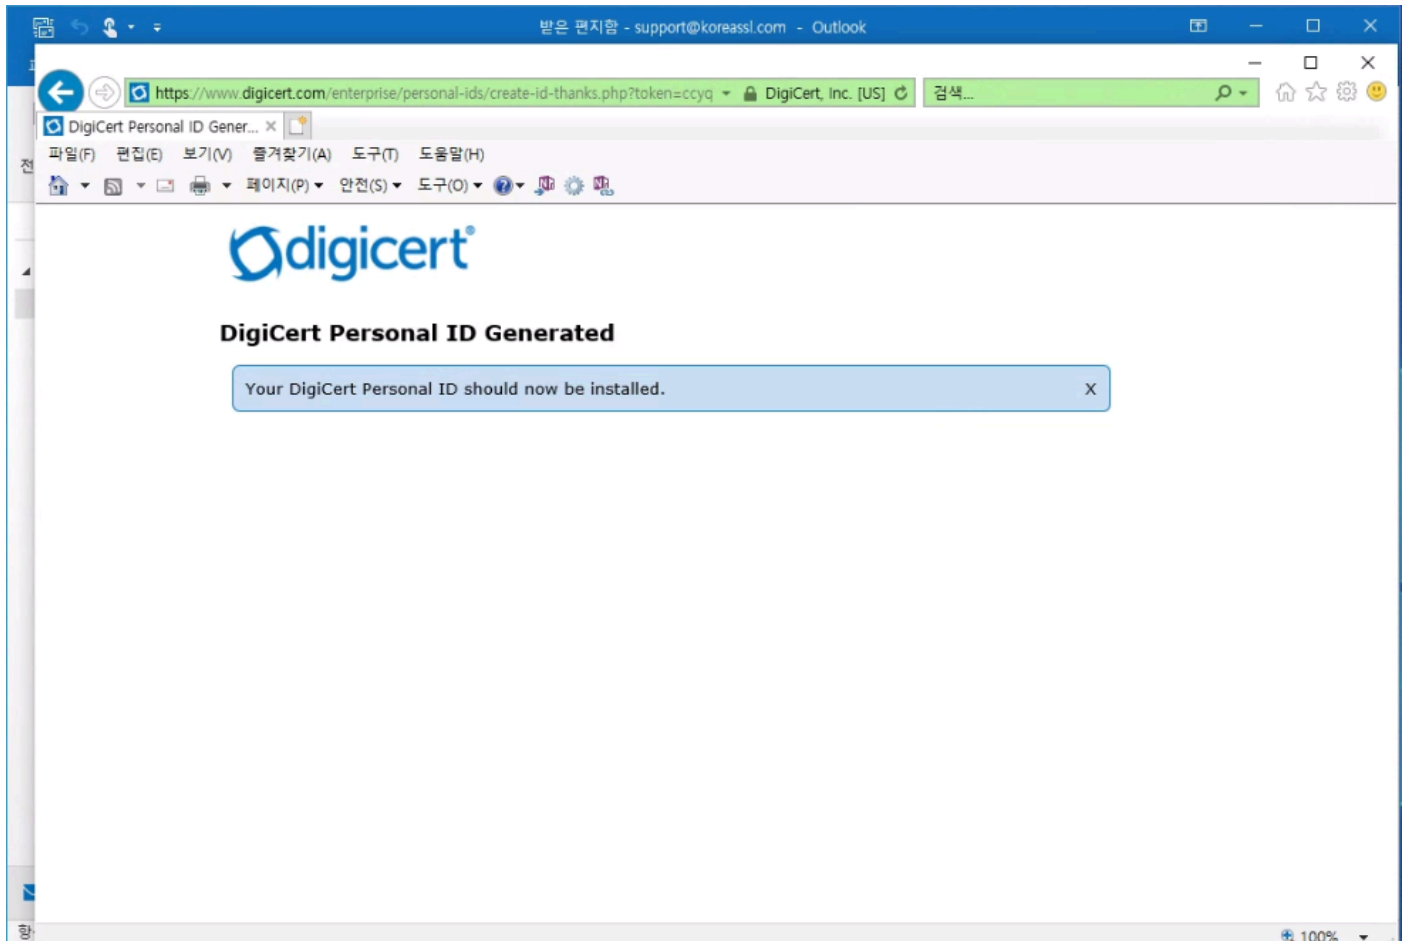 받은 편지함 - support@koreassl.com - Outlook
https://www.digicert.com/enterprise/personal-ids/create-id-thanks.php?token=ccyq DigiCert, Inc. [US] 검색...
DigiCert Personal ID Gener...
파일(F) 편집(E) 보기(V) 즐겨찾기(A) 도구(T) 도움말(H)
전
페이지(P) 안전(S) 도구(O)
digicert®
DigiCert Personal ID Generated
Your DigiCert Personal ID should now be installed. X
항
100%